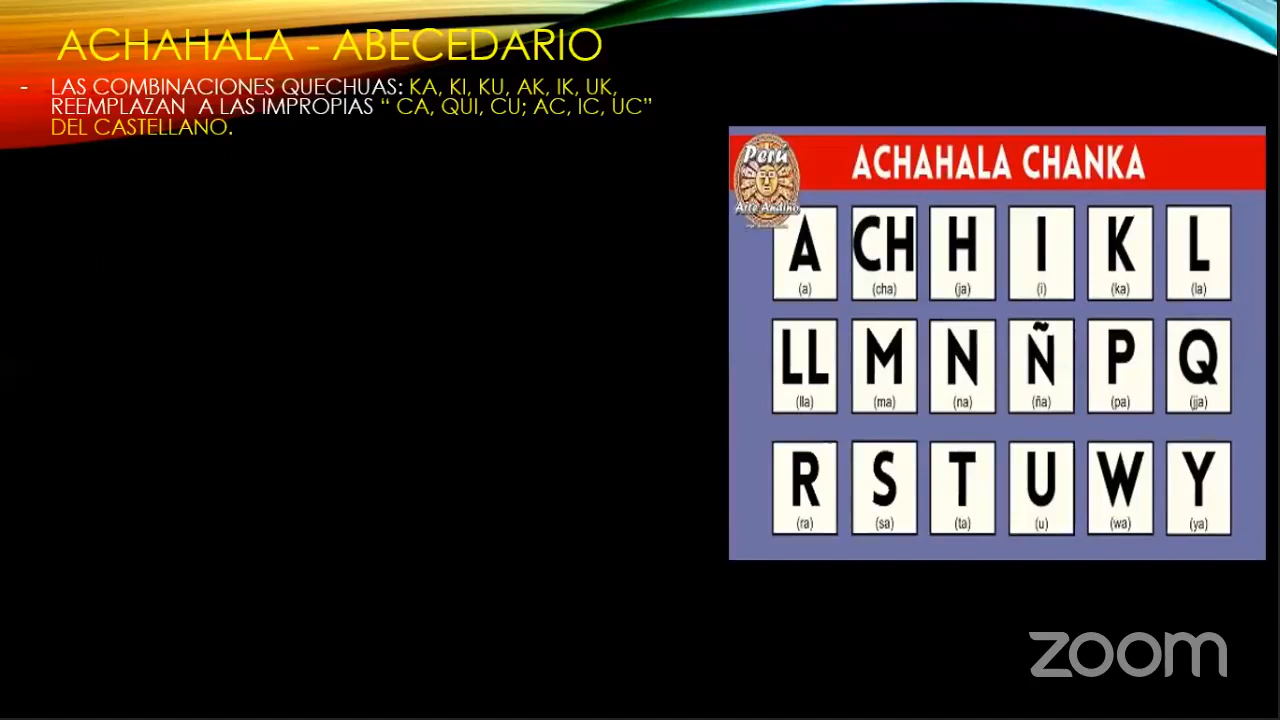 ACHAHALA - ABECEDARIO
- LAS COMBINACIONES QUECHUAS: KA, KI, KU, AK, IK, UK,
REEMPLAZAN A LAS IMPROPIAS “ CA, QUI, CU; AC, IC, UC”
DEL CASTELLANO.
Perú
Arte Andino
ACHAHALA CHANKA
A CH H I K L
(a) (cha) (ja) (i) (ka) (la)
LL M N Ñ P Q
(lla) (ma) (na) (ña) (pa) (jja)
R S T U W Y
(ra) (sa) (ta) (u) (wa) (ya)
zoom